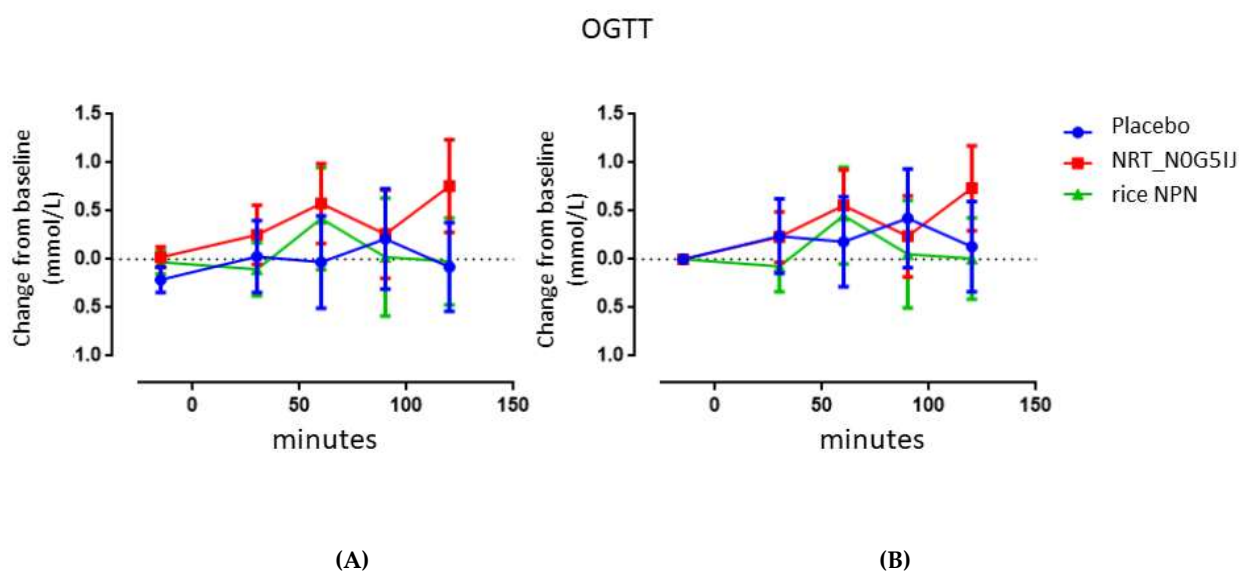 OGTT
1.5
1.0
0.5
0.0
0.5
1.0
Change from baseline
(mmol/L)
0
50
100
150
minutes
1.5
1.0
0.5
0.0
0.5
1.0
Change from baseline
(mmol/L)
0
50
100
150
minutes
Placebo
NRT_N0G5IJ
rice NPN
(A)
(B)